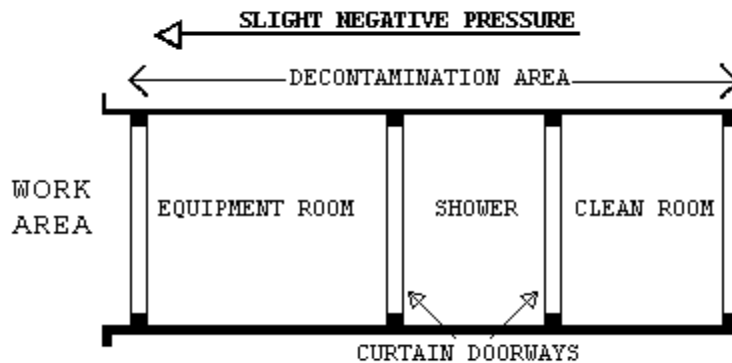 SLIGHT NEGATIVE PRESSURE
DECONTAMINATION AREA
WORK
AREA
EQUIPMENT ROOM
SHOWER
CLEAN ROOM
CURTAIN DOORWAYS